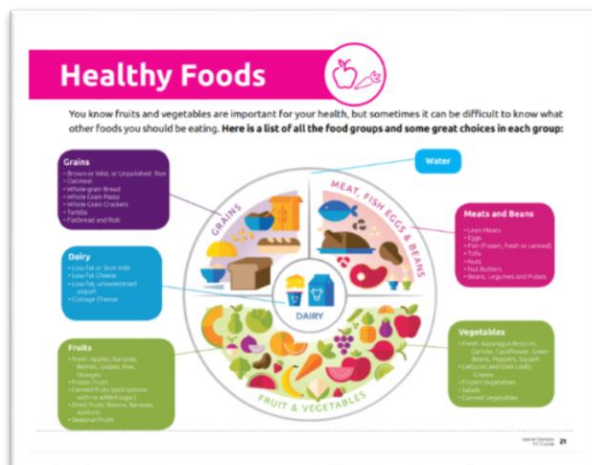 Healthy Foods
You know fruits and vegetables are important for your health, but sometimes it can be difficult to know what
other foods you should be eating. Here is a list of all the food groups and some great choices in each group:
Water
Grains
• Brown or Wild, or Unpolished Rice
• Oatmeal
• Whole-grain Bread
• Whole Grain Pasta
• Whole Grain Crackers
• Tortilla
• Flatbread and Roti
Dairy
• Low-fat or Skim milk
• Low-fat Cheese
• Low-fat, unsweetened
yogurt
• Cottage Cheese
Fruits
• Fresh Apples, Bananas
Berries, Grapes, Kiwi,
Oranges
• Frozen Fruits
• Canned fruits (pick options
with no added sugar)
• Dried fruits: Raisins, Bananas,
Apricots
• Seasonal fruits
GRAINS
MEAT, FISH EGGS & BEANS
DAIRY
FRUIT & VEGETABLES
Meats and Beans
• Lean Meats
• Eggs
• Fish (frozen, fresh or canned)
• Tofu
• Nuts
• Nut Butters
• Beans, Legumes and Pulses
Vegetables
• Fresh: Asparagus Broccoli,
Carrots, Cauliflower, Green
Beans, Peppers, Squash
• Lettuces and Dark Leafy
Greens
• Frozen Vegetables
• Salads
• Canned Vegetables
Special Olympics
21